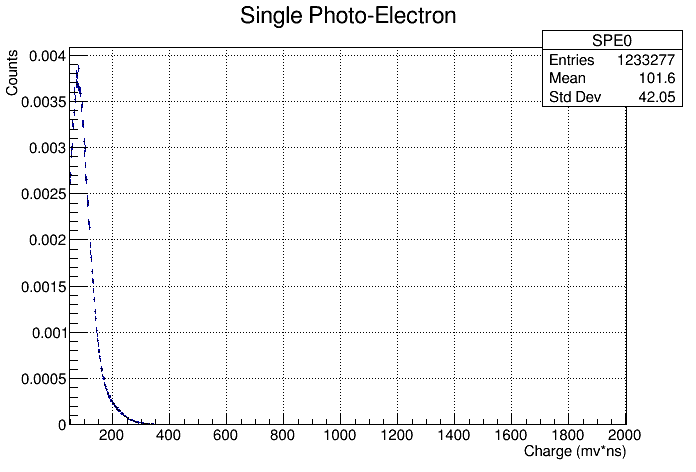 Single Photo-Electron
SPE0
Entries 1233277
Mean 101.6
Std Dev 42.05
Counts
0.004
0.0035
0.003
0.0025
0.002
0.0015
0.001
0.0005
0
200 400 600 800 1000 1200 1400 1600 1800 2000
Charge (mv*ns)